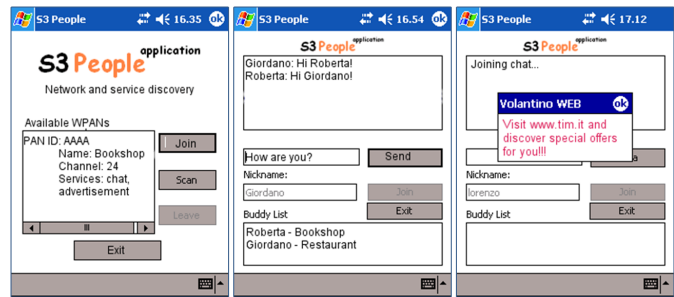 S3 People
16.35
ok
S3 People application
Network and service discovery
Available WPANs
PAN ID: AAAA
Name: Bookshop
Channel: 24
Services: chat,
advertisement
Join
Scan
Leave
Exit
S3 People
16.54
ok
S3 People application
Giordano: Hi Roberta!
Roberta: Hi Giordano!
How are you?
Send
Nickname:
Giordano
Join
Buddy List
Exit
Roberta - Bookshop
Giordano - Restaurant
S3 People
17.12
S3 People application
Joining chat...
Volantino WEB
ok
Visit www.tim.it and
discover special offers
for you!!!
Nickname:
lorenzo
Join
Buddy List
Exit